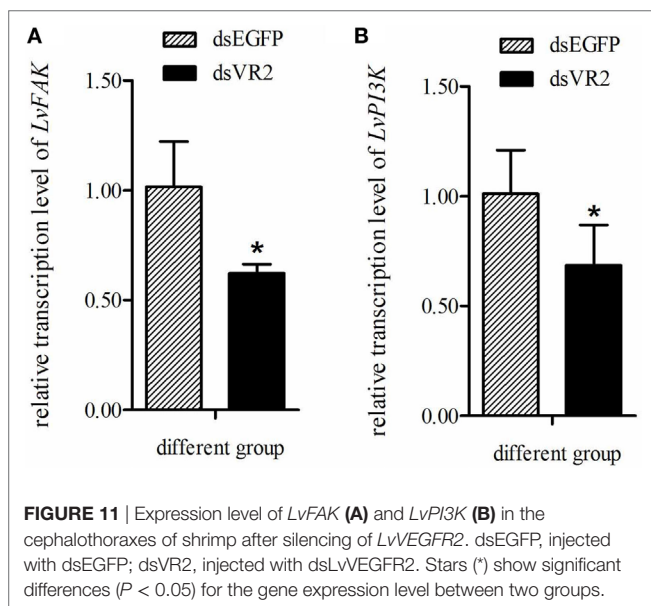 A
dsEGFP
dsVR2
relative transcription level of LvFAK
1.50
1.00
0.50
0.00
*
different group
B
dsEGFP
dsVR2
relative transcription level of LvPI3K
1.50
1.00
0.50
0.00
*
different group
FIGURE 11 | Expression level of LvFAK (A) and LvPI3K (B) in the
cephalothoraxes of shrimp after silencing of LvVEGFR2. dsEGFP, injected
with dsEGFP; dsVR2, injected with dsLvVEGFR2. Stars (*) show significant
differences (P < 0.05) for the gene expression level between two groups.